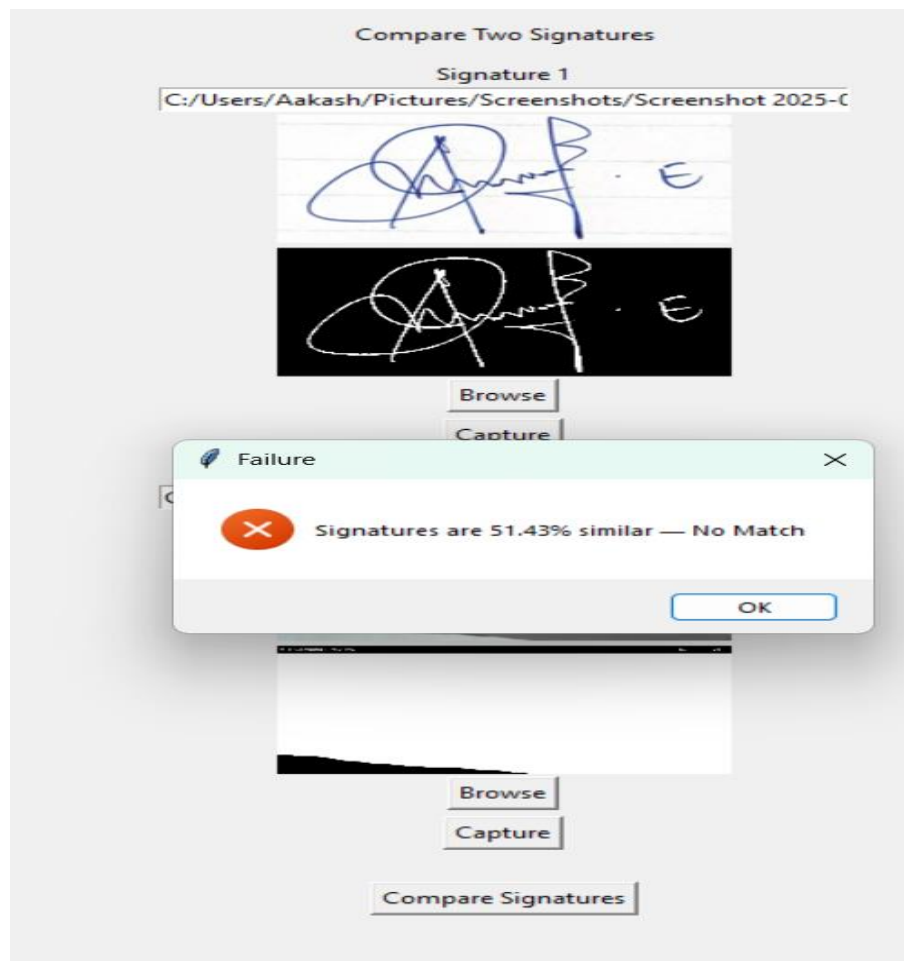 Compare Two Signatures
Signature 1
C:/Users/Aakash/Pictures/Screenshots/Screenshot 2025-0
. E
. E
Browse
Capture
Failure
Signatures are 51.43% similar — No Match
OK
Browse
Capture
Compare Signatures